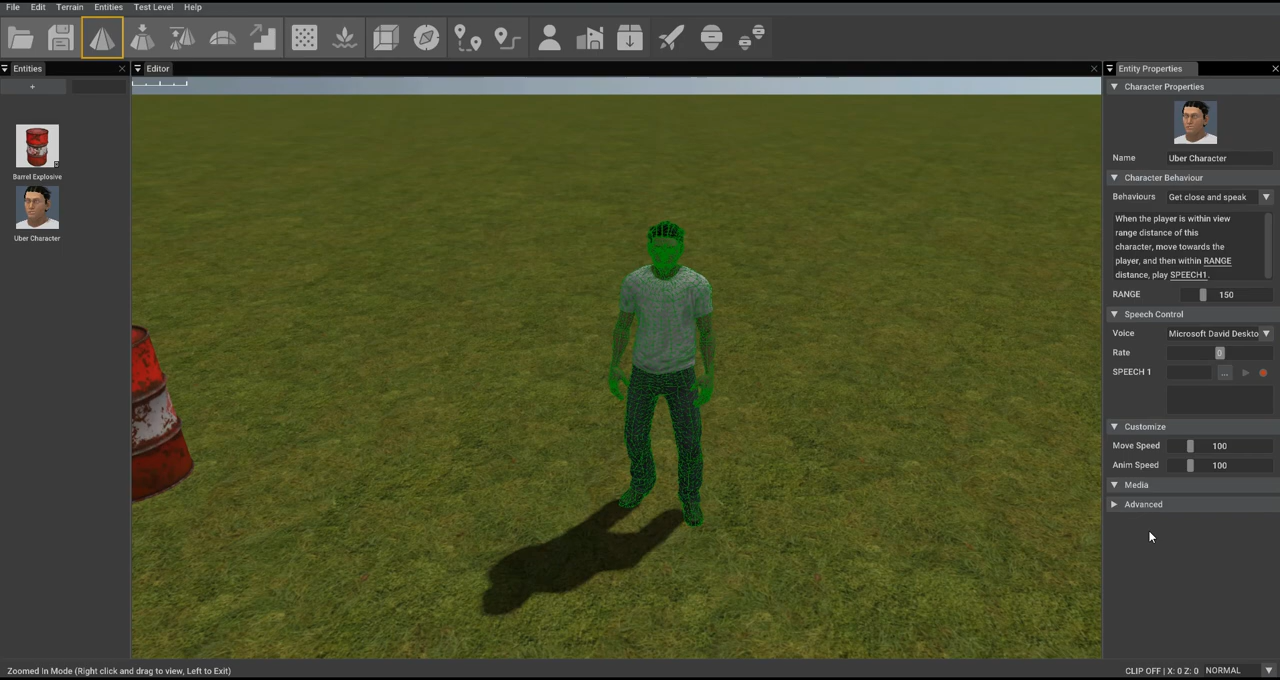 File Edit Terrain Entities Test Level Help
Entities
Editor
Entity Properties
+
Barrel Explosive
Uber Character
Character Properties
Name Uber Character
Character Behaviour
Behaviours Get close and speak
When the player is within view
range distance of this
character, move towards the
player, and then within RANGE
distance, play SPEECH1.
RANGE 150
Speech Control
Voice Microsoft David Deskto
Rate 0
SPEECH 1 ...
Customize
Move Speed 100
Anim Speed 100
Media
Advanced
Zoomed In Mode (Right click and drag to view, Left to Exit)
CLIP OFF | X: 0 Z: 0 NORMAL